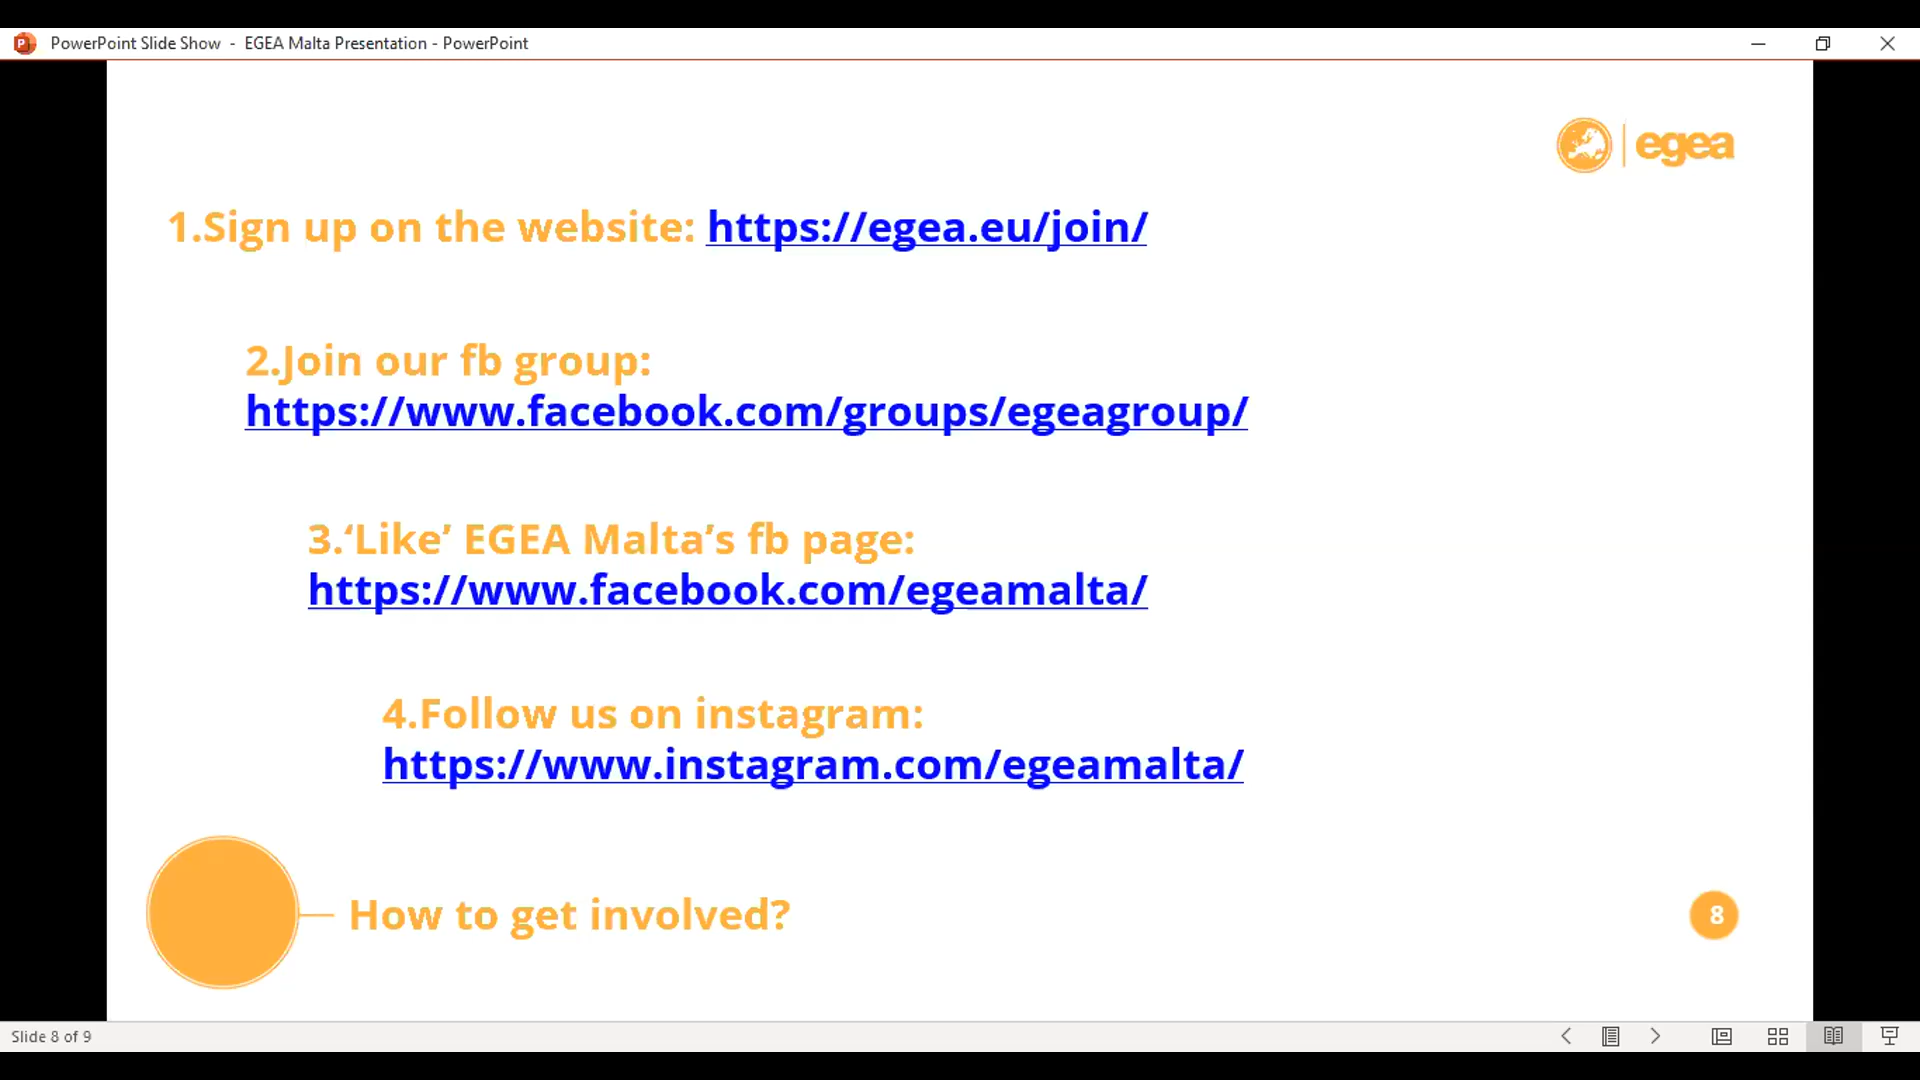 PowerPoint Slide Show - EGEA Malta Presentation - PowerPoint
egea
1.Sign up on the website: https://egea.eu/join/
2.Join our fb group:
https://www.facebook.com/groups/egeagroup/
3.‘Like’ EGEA Malta’s fb page:
https://www.facebook.com/egeamalta/
4.Follow us on instagram:
https://www.instagram.com/egeamalta/
How to get involved?
8
Slide 8 of 9